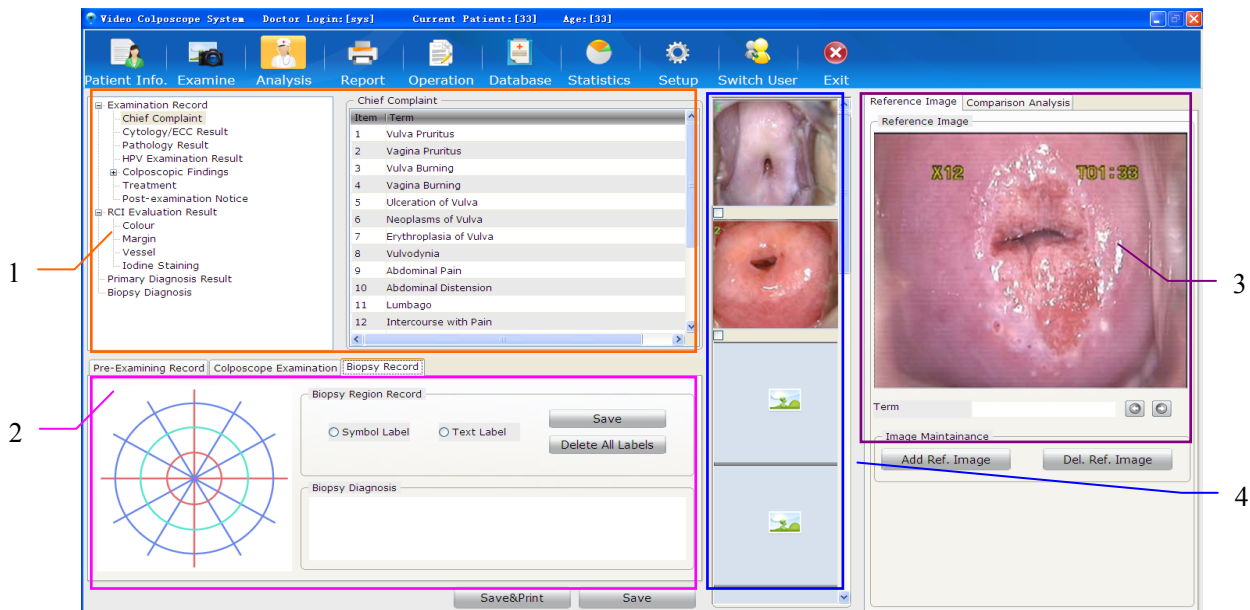 Video Colposcope System Doctor Login:[sys] Current Patient:[33] Age:[33]
Patient Info. Examine Analysis Report Operation Database Statistics Setup Switch User Exit
Examination Record
Chief Complaint
Cytology/ECC Result
Pathology Result
HPV Examination Result
Colposcopic Findings
Treatment
Post-examination Notice
RCI Evaluation Result
Colour
Margin
Vessel
Iodine Staining
Primary Diagnosis Result
Biopsy Diagnosis
Chief Complaint
Item Term
1 Vulva Pruritus
2 Vagina Pruritus
3 Vulva Burning
4 Vagina Burning
5 Ulceration of Vulva
6 Neoplasms of Vulva
7 Erythroplasia of Vulva
8 Vulvodynia
9 Abdominal Pain
10 Abdominal Distension
11 Lumbago
12 Intercourse with Pain
1
Pre-Examining Record Colposcope Examination Biopsy Record
2
Biopsy Region Record
Symbol Label Text Label
Save
Delete All Labels
Biopsy Diagnosis
Save&Print Save
2
Reference Image Comparison Analysis
Reference Image
X12 T01:33
3
Term
Image Maintainance
Add Ref. Image Del. Ref. Image
4